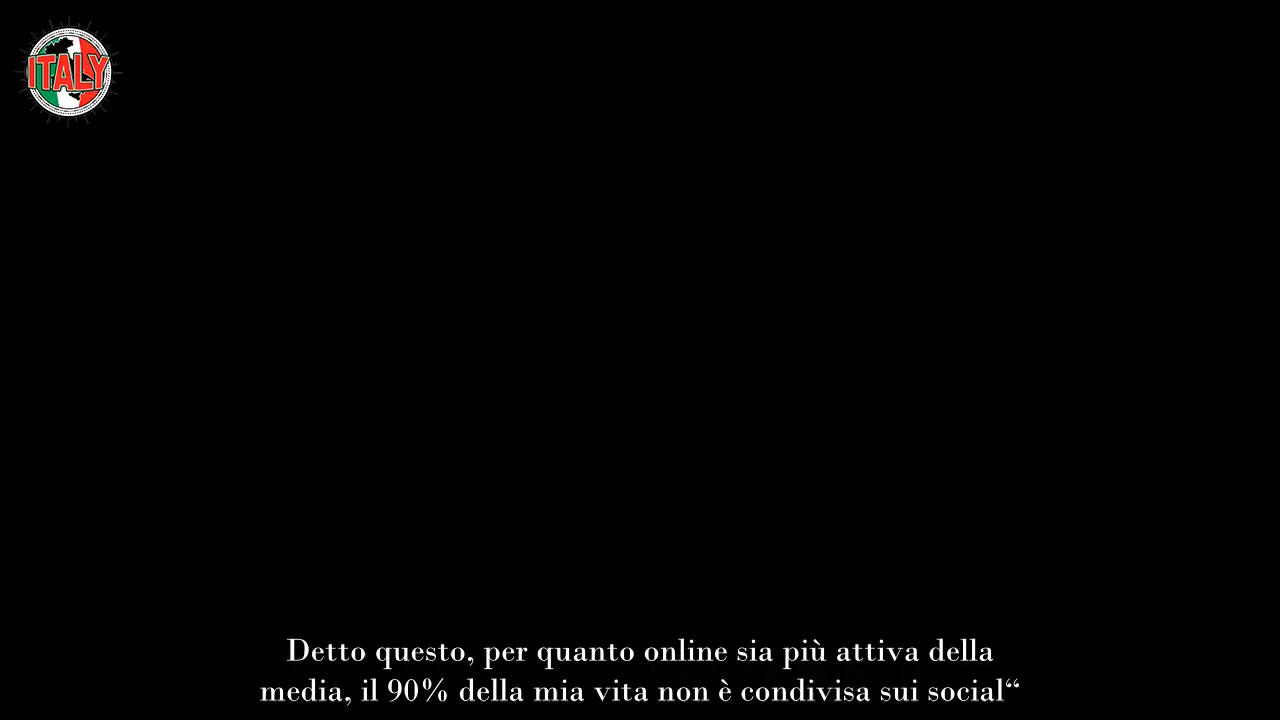 ITALY
Detto questo, per quanto online sia più attiva della
media, il 90% della mia vita non è condivisa sui social“